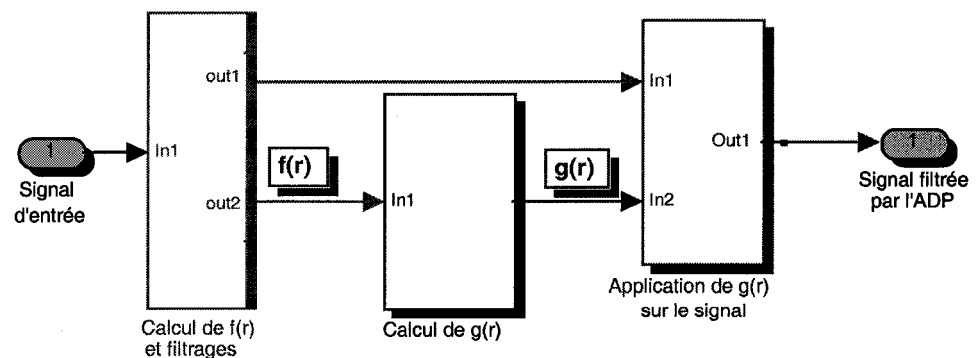 out1
In1
1
In1
Out1
1
f(r)
g(r)
Signal
d'entrée
out2
In1
In2
Signal filtrée
par l'ADP
Calcul de f(r)
et filtrages
Calcul de g(r)
Application de g(r)
sur le signal